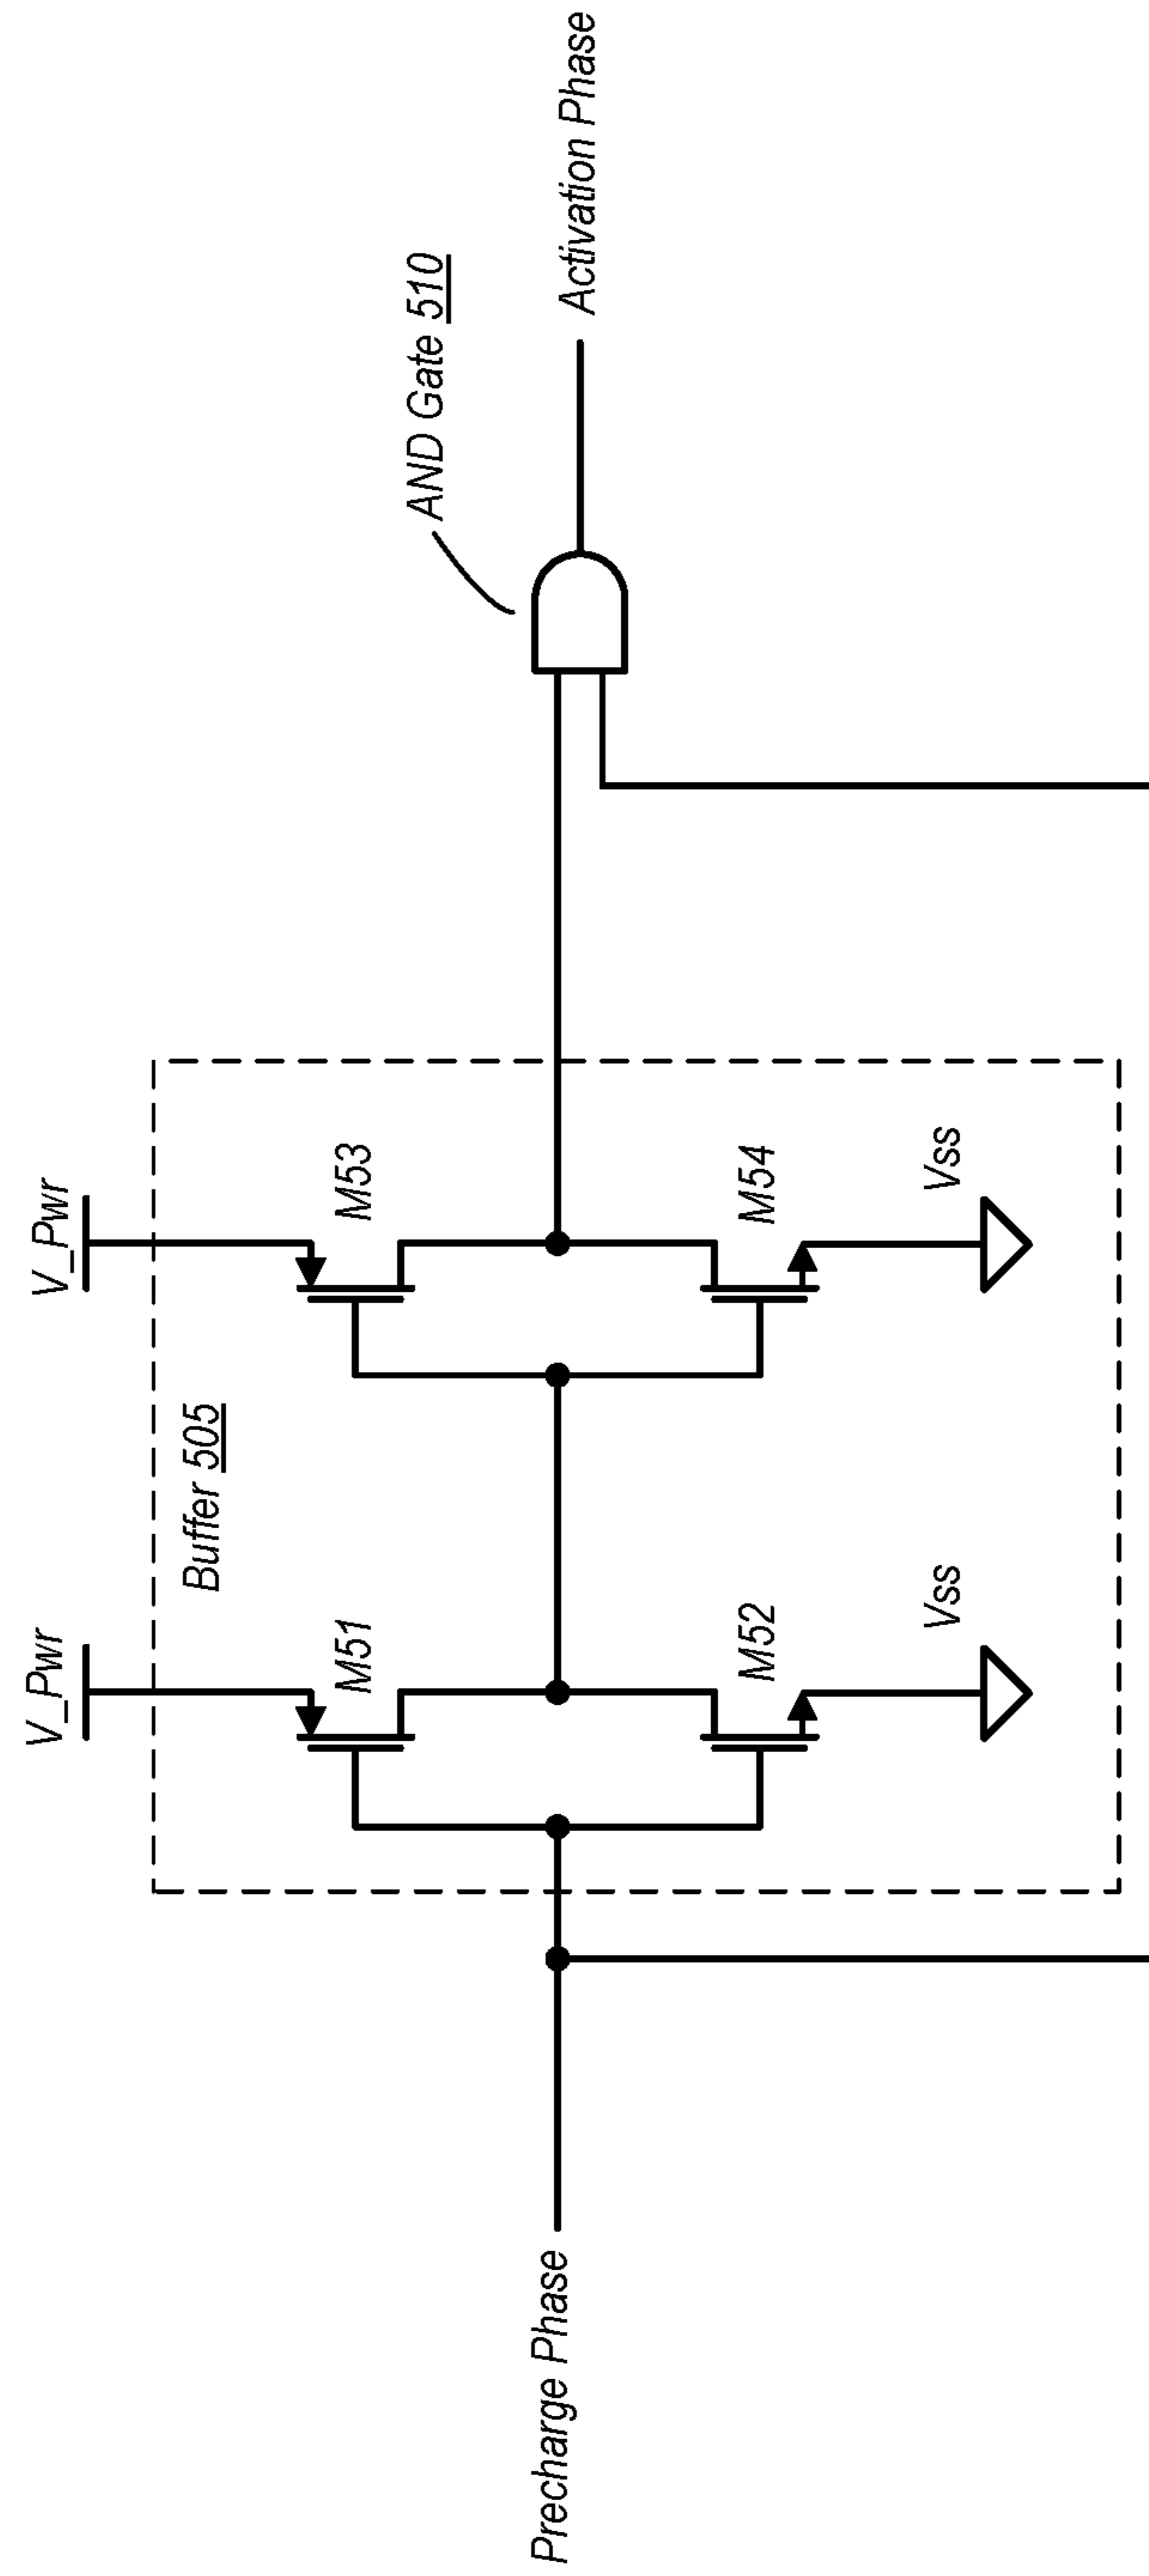 V_Pwr
V_Pwr
Buffer 505
M51
M53
AND Gate 510
Precharge Phase
Activation Phase
M52
M54
Vss
Vss